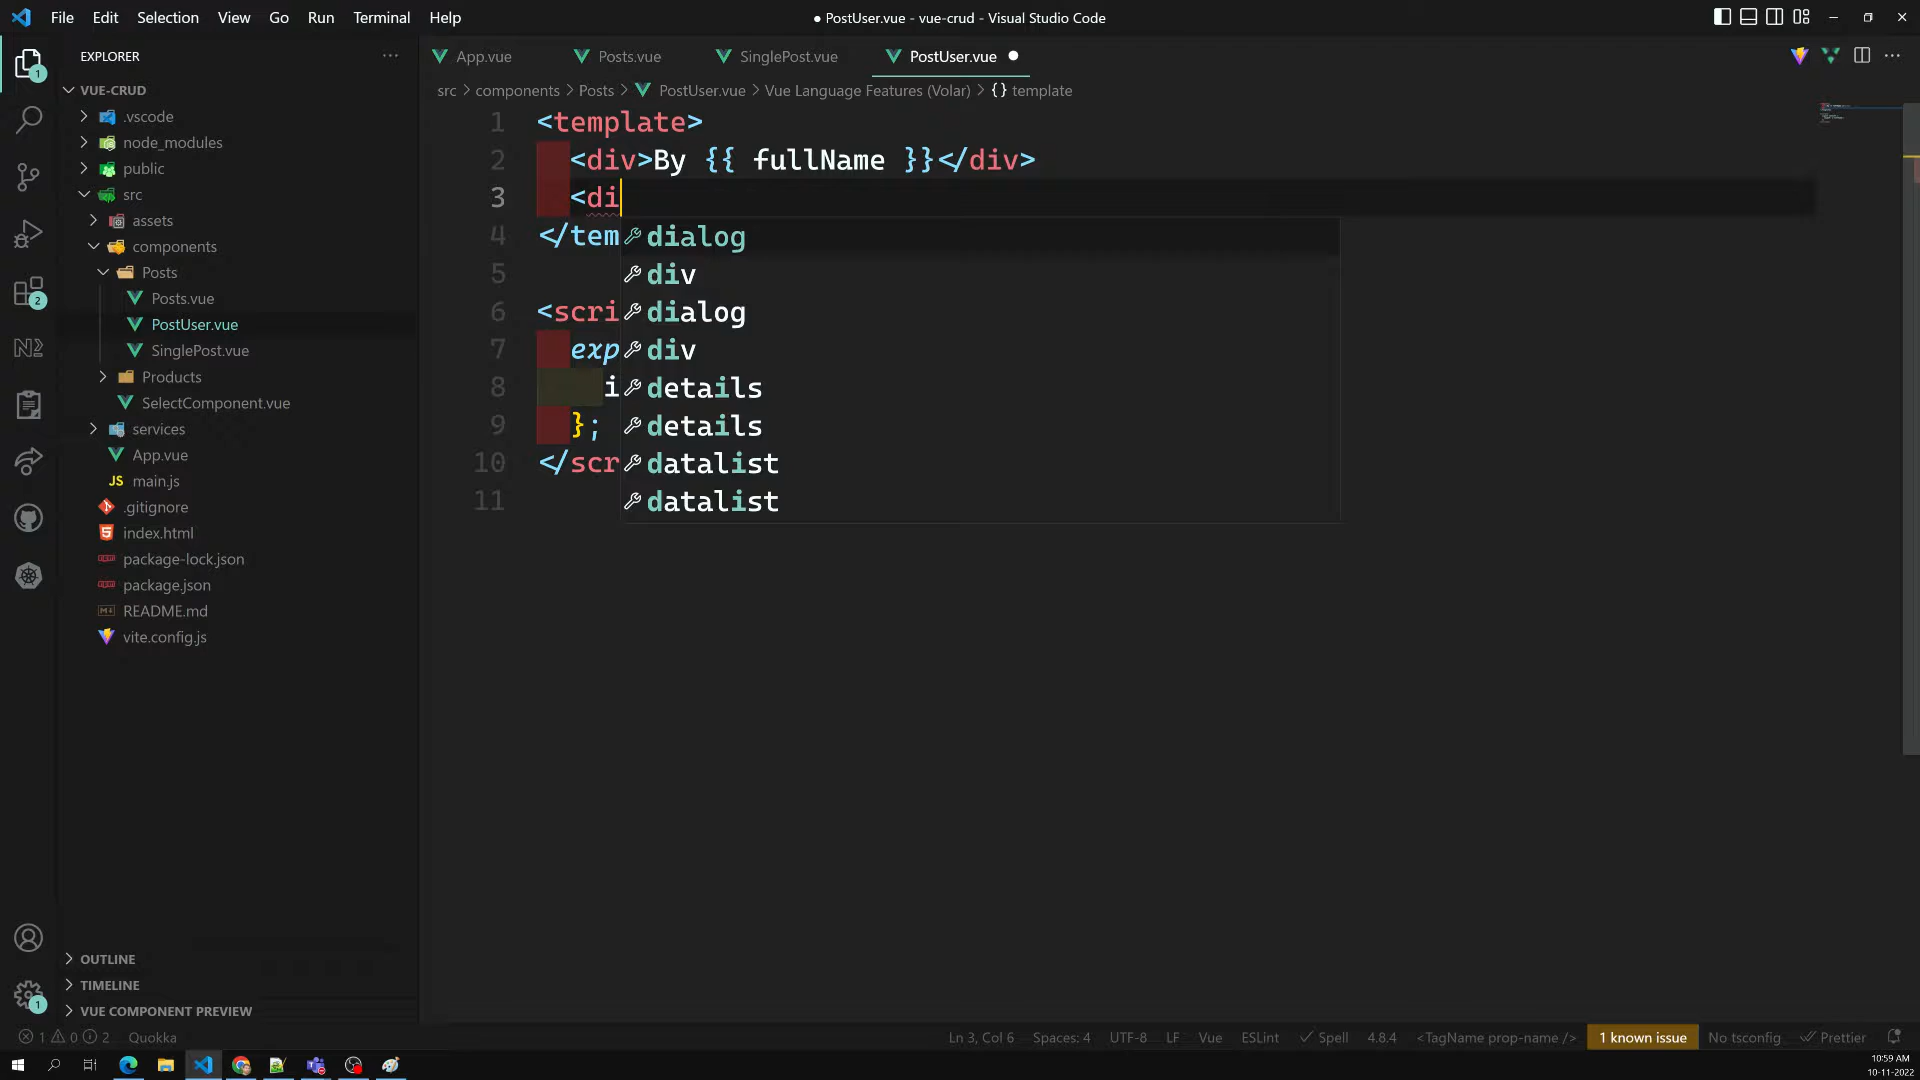 File Edit Selection View Go Run Terminal Help
● PostUser.vue - vue-crud - Visual Studio Code
EXPLORER
App.vue Posts.vue SinglePost.vue PostUser.vue
src > components > Posts > PostUser.vue > Vue Language Features (Volar) > {} template
VUE-CRUD
.vscode
node_modules
public
src
assets
components
Posts
Posts.vue
PostUser.vue
SinglePost.vue
Products
SelectComponent.vue
services
App.vue
JS main.js
.gitignore
index.html
package-lock.json
package.json
README.md
vite.config.js
OUTLINE
TIMELINE
VUE COMPONENT PREVIEW
1
2
1
1 <template>
2 <div>By {{ fullName }}</div>
3 <di
4 </tem
5
6 <scri
7 exp
8 i
9 };
10 </scr
11
dialog
div
dialog
div
details
details
datalist
datalist
1 0 2 Quokka
Ln 3, Col 6 Spaces: 4 UTF-8 LF Vue ESLint Spell 4.8.4 <TagName prop-name /> 1 known issue No tsconfig Prettier
10:59 AM
10-11-2022